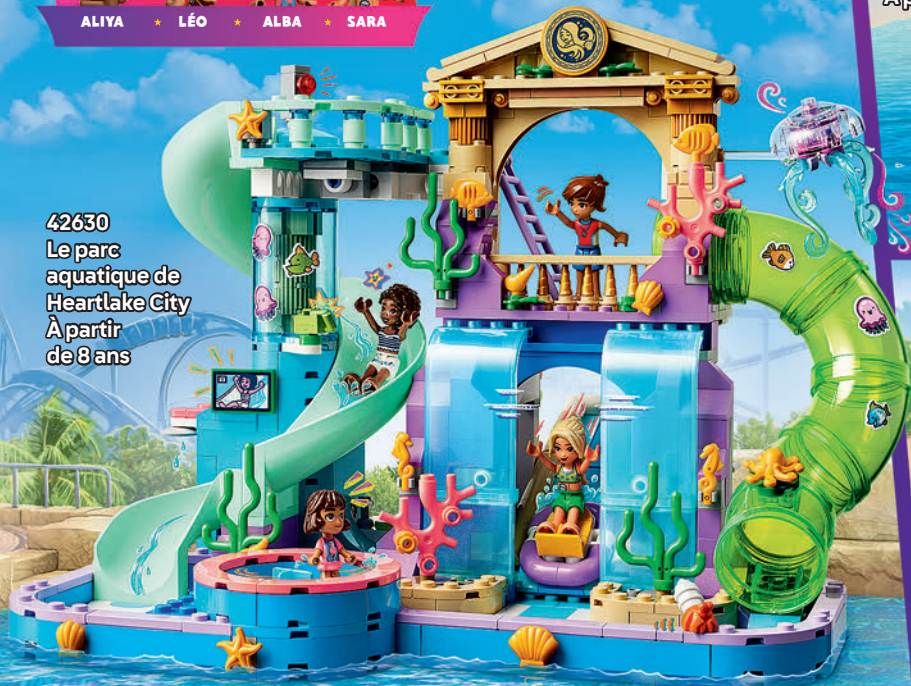 ALIYA ★ LÉO ★ ALBA ★ SARA
42630
Le parc
aquatique de
Heartlake City
À partir
de 8 ans